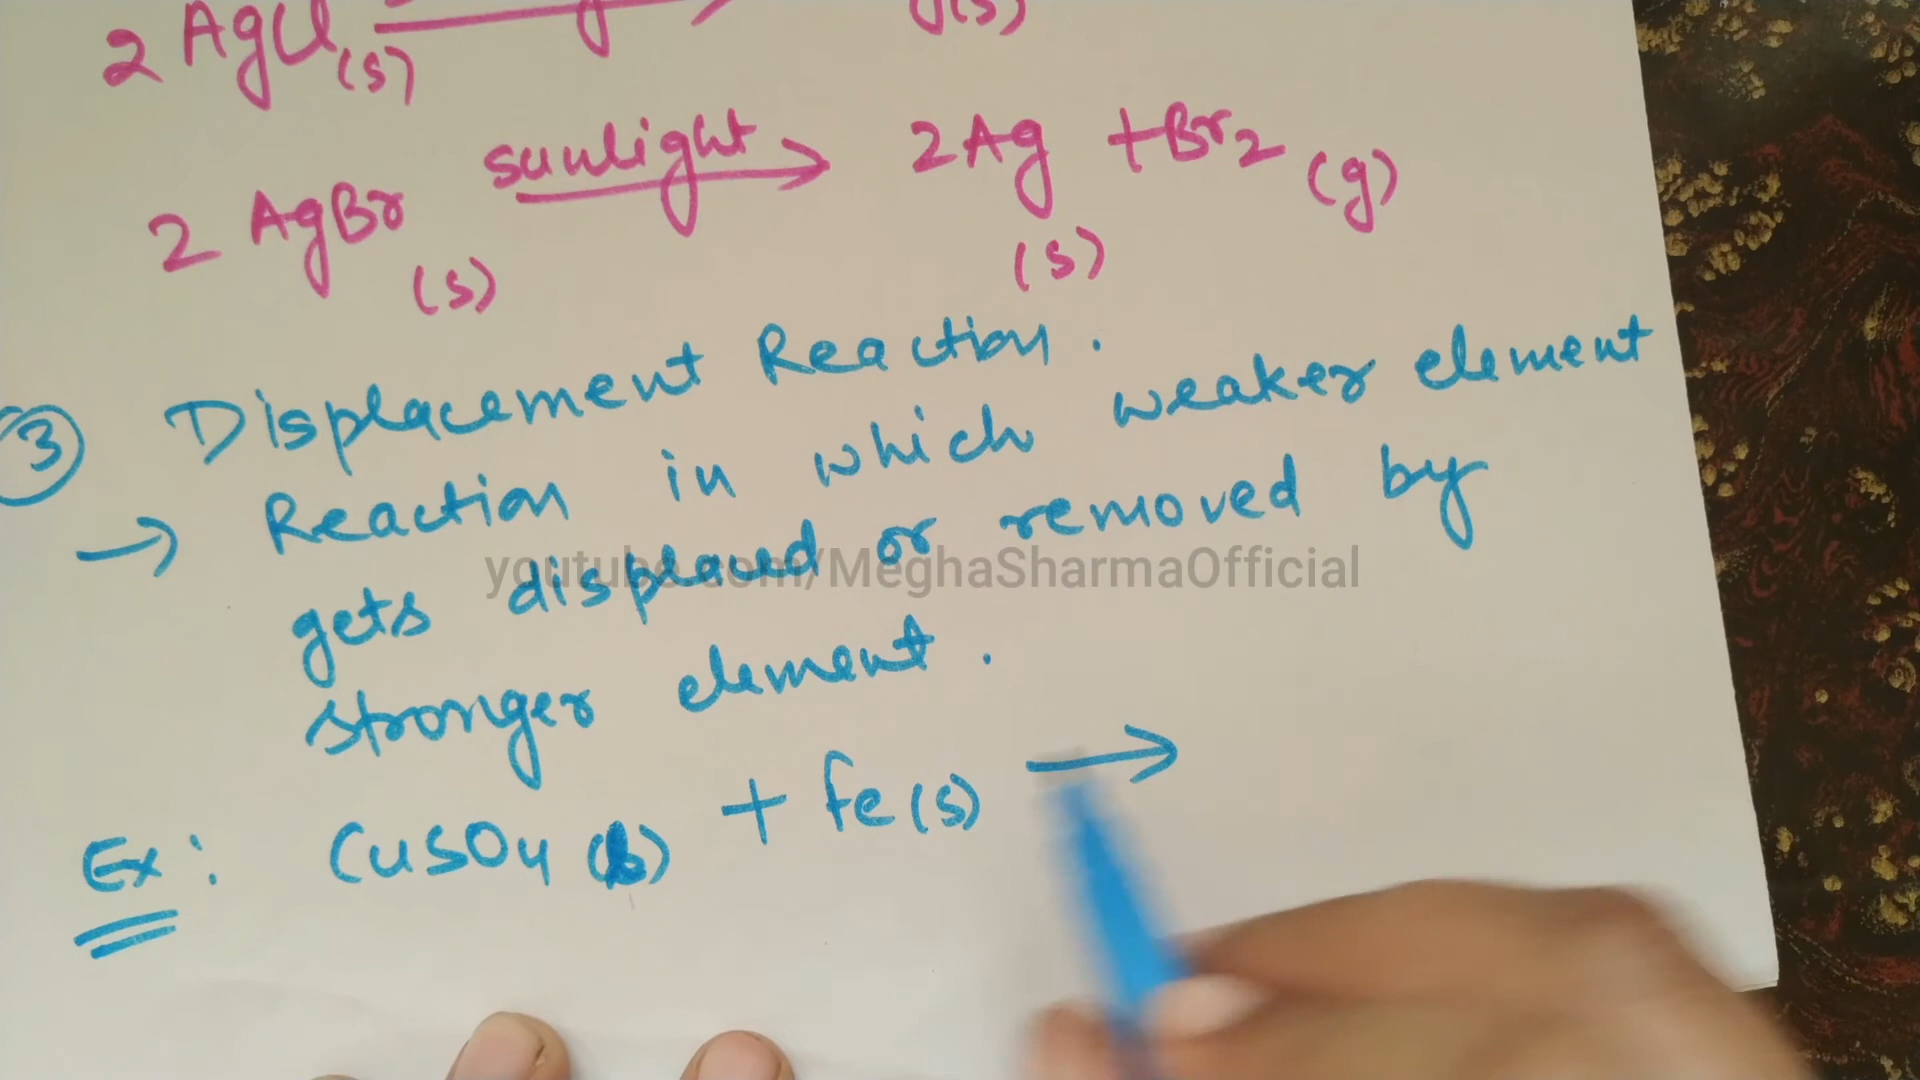 2 AgCl (s)
(s)
2 AgBr (s) sunlight 2Ag (s) + Br2 (g)
3 Displacement Reaction.
→ Reaction in which weaker element
gets displaced or removed by
stronger element.
youtube.com/MeghaSharmaOfficial
Ex: CuSO4 + Fe(s) →